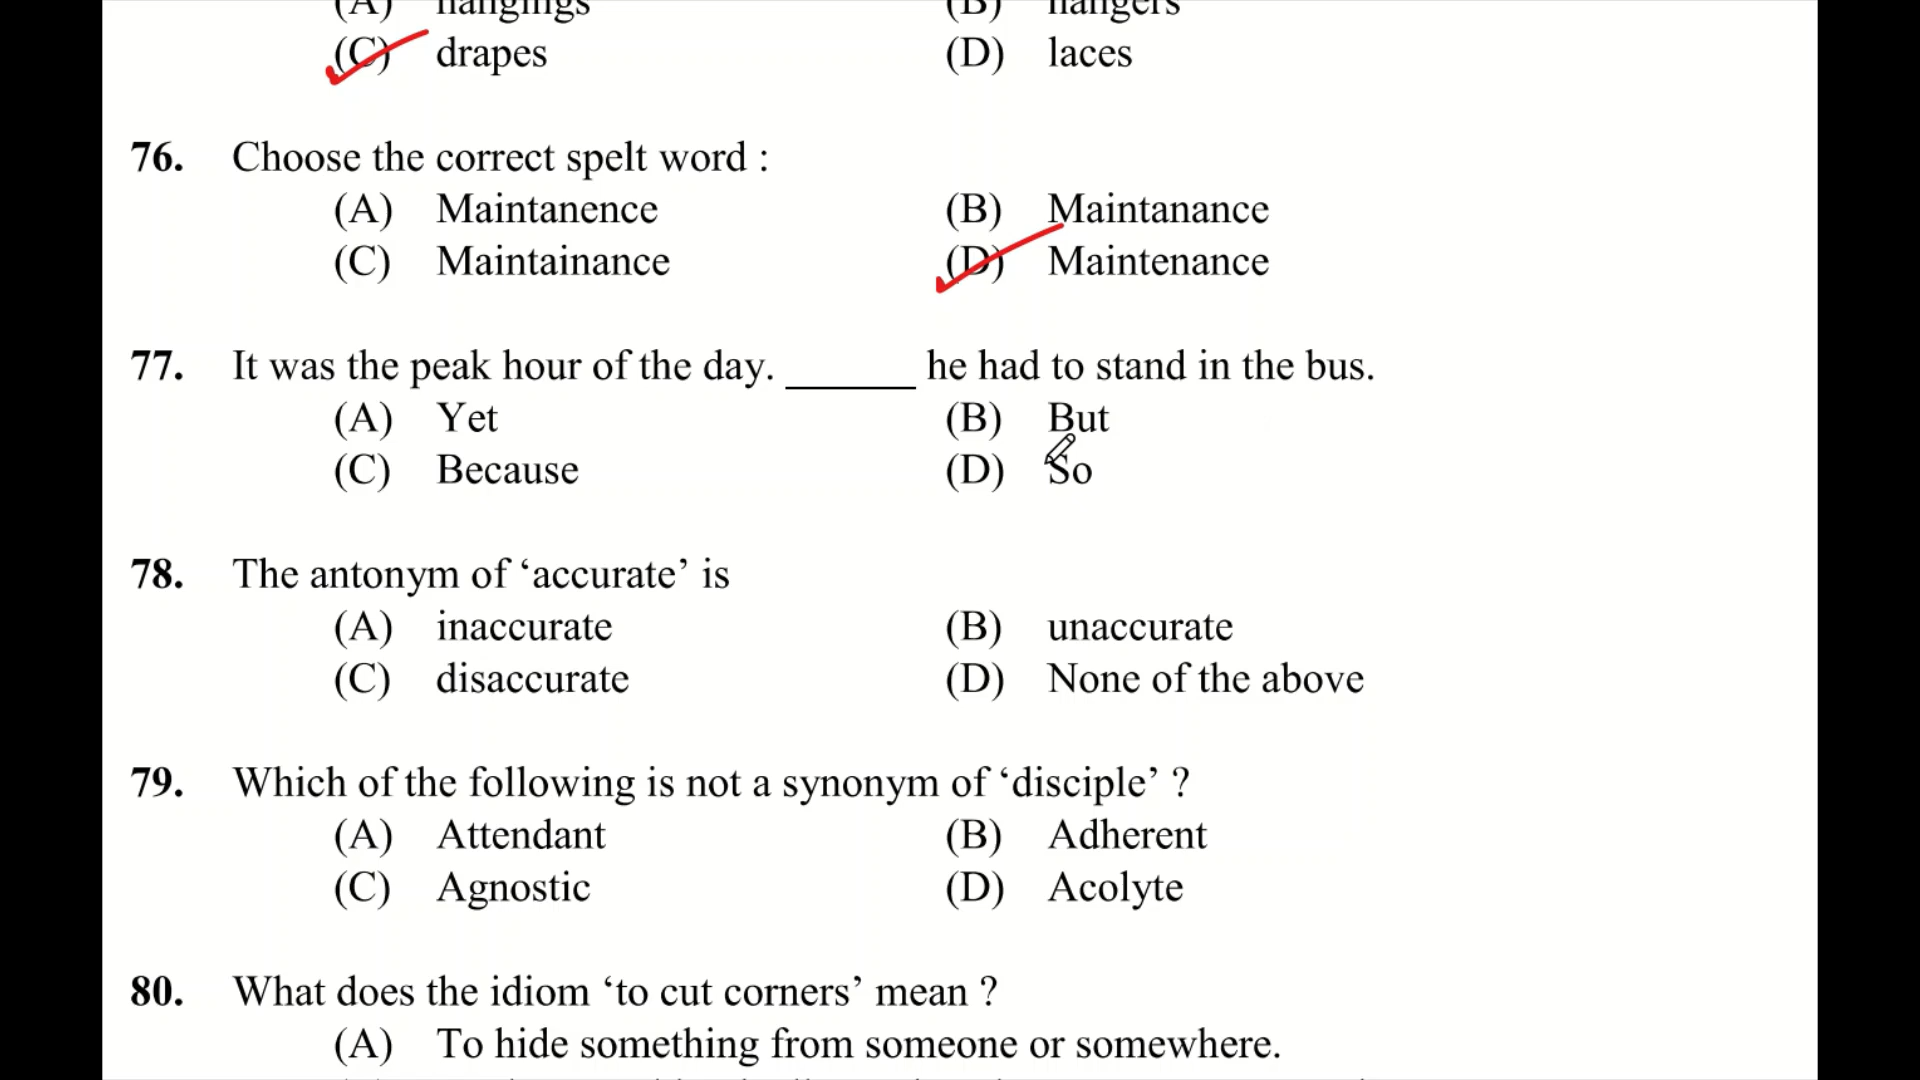 (A) hangings (B) hangers
(C) drapes (D) laces
76. Choose the correct spelt word :
(A) Maintanence (B) Maintanance
(C) Maintainance (D) Maintenance
77. It was the peak hour of the day. ______ he had to stand in the bus.
(A) Yet (B) But
(C) Because (D) So
78. The antonym of ‘accurate’ is
(A) inaccurate (B) unaccurate
(C) disaccurate (D) None of the above
79. Which of the following is not a synonym of ‘disciple’ ?
(A) Attendant (B) Adherent
(C) Agnostic (D) Acolyte
80. What does the idiom ‘to cut corners’ mean ?
(A) To hide something from someone or somewhere.